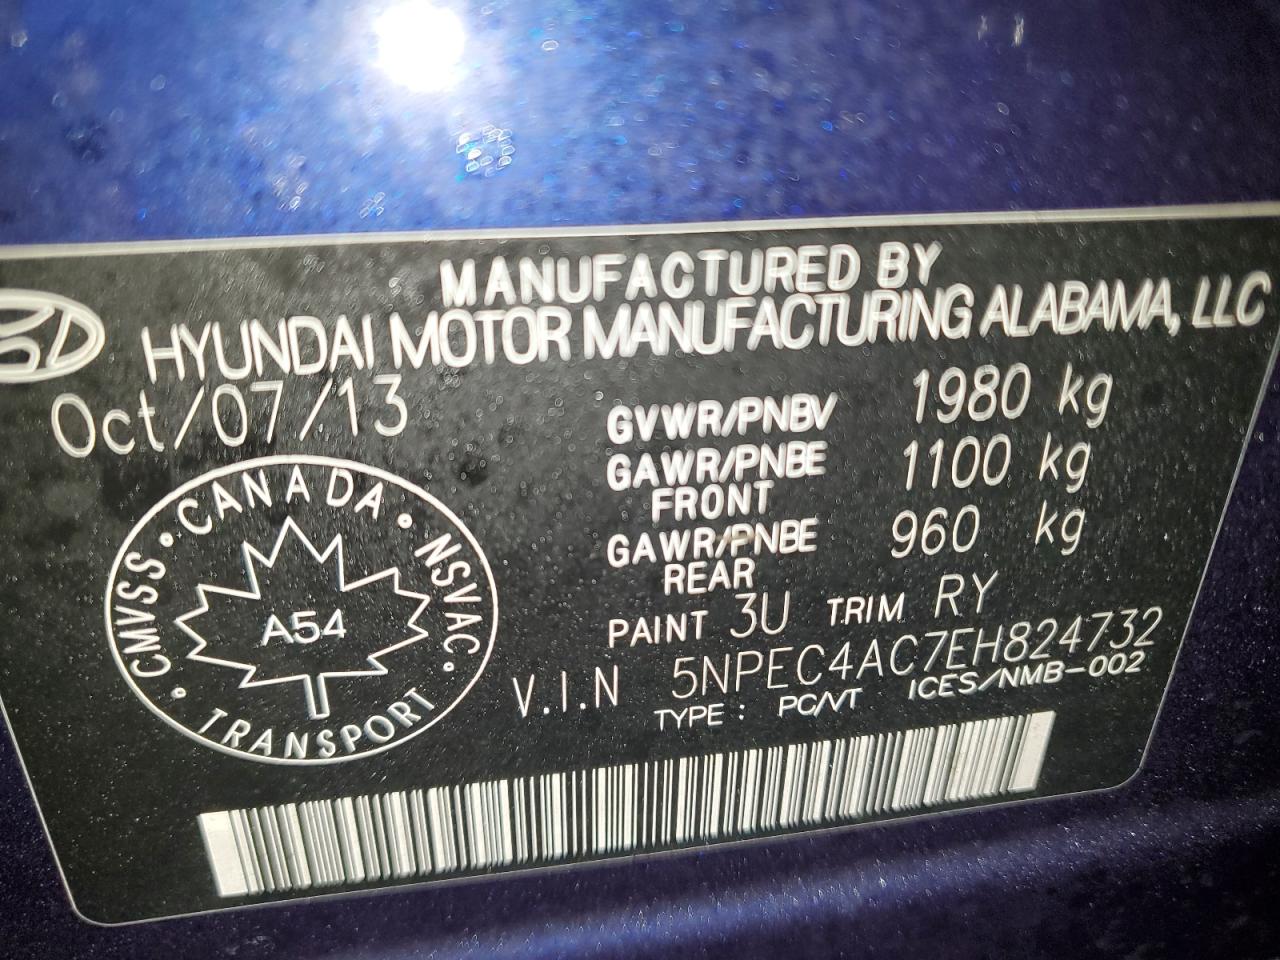 MANUFACTURED BY
HYUNDAI MOTOR MANUFACTURING ALABAMA, LLC
Oct/07/13
GVWR/PNBV 1980 kg
GAWR/PNBE 1100 kg
FRONT
GAWR/PNBE 960 kg
REAR
PAINT 3U TRIM RY
V.I.N 5NPEC4AC7EH824732
TYPE : PC/VT ICES/NMB-002
CANADA
CMVSS
NSVAC
A54
TRANSPORT